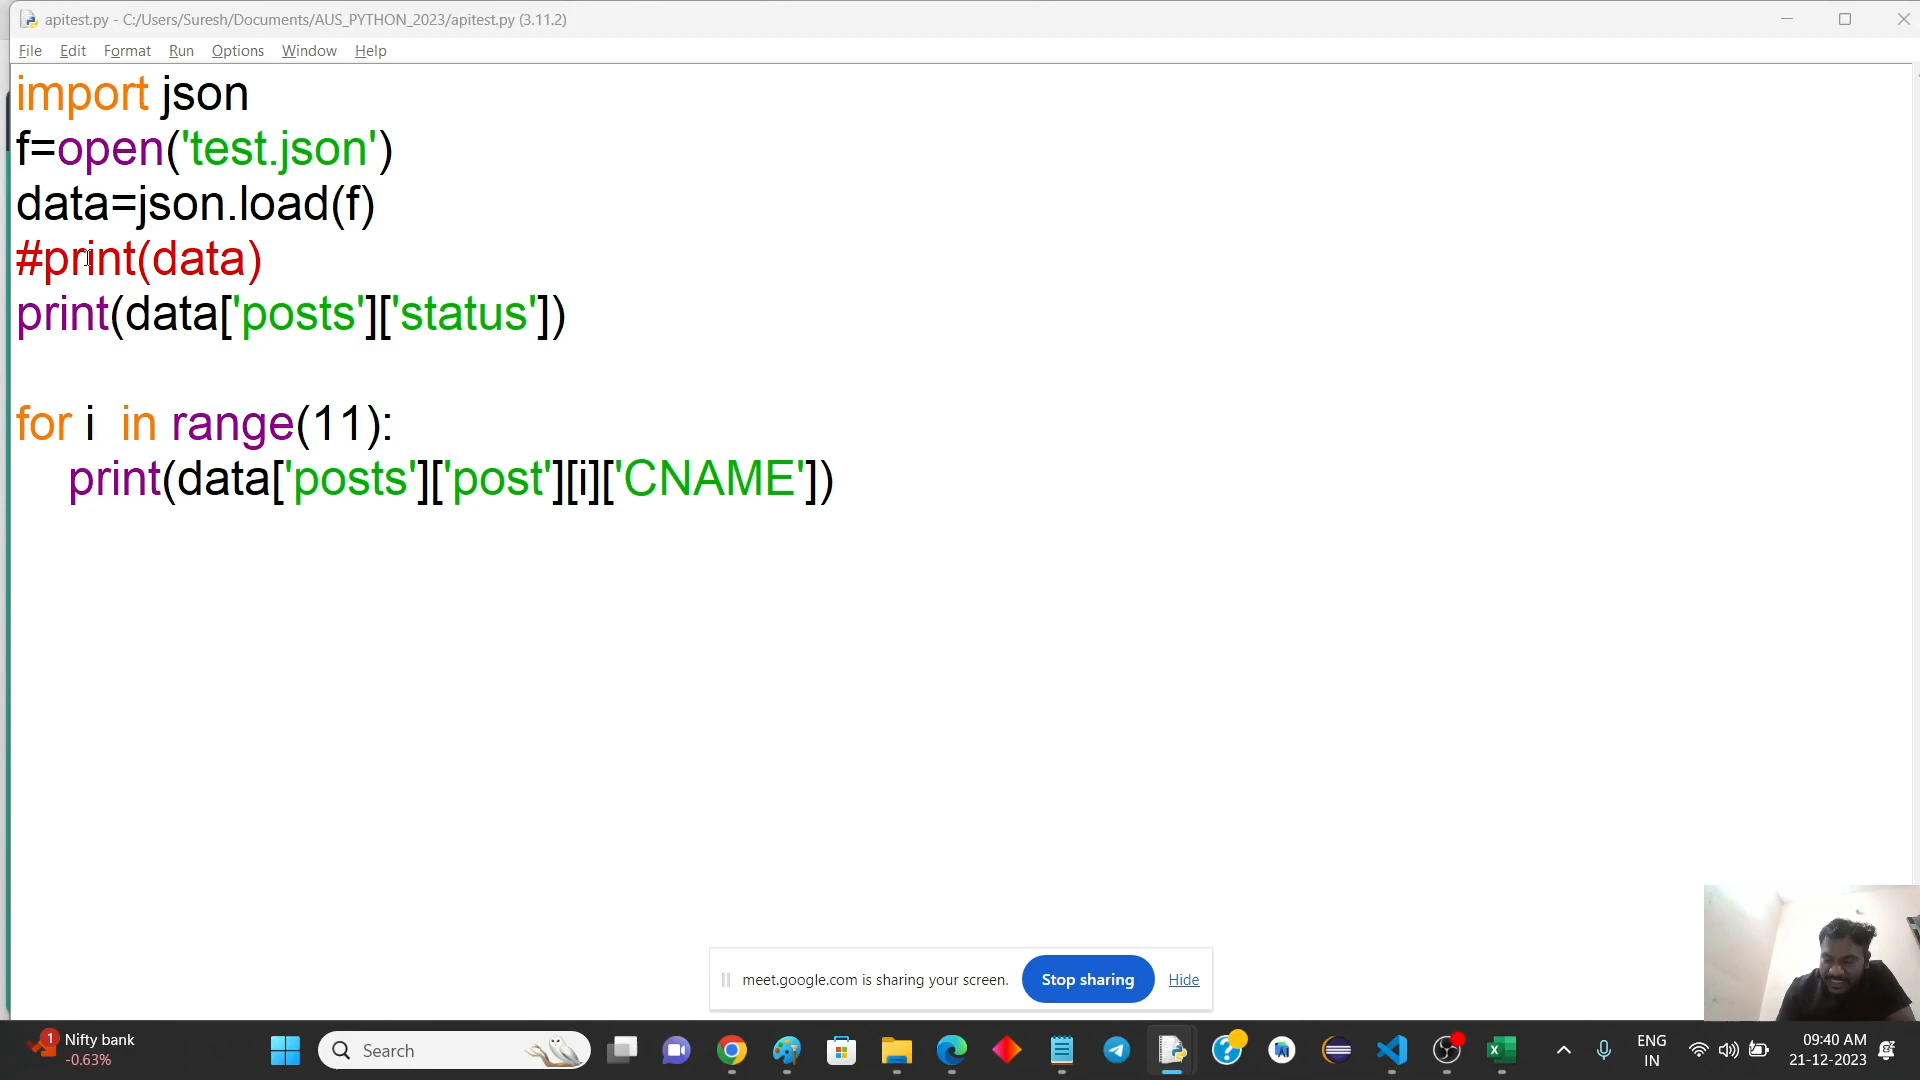 apitest.py - C:/Users/Suresh/Documents/AUS_PYTHON_2023/apitest.py (3.11.2)
File Edit Format Run Options Window Help
import json
f=open('test.json')
data=json.load(f)
#print(data)
print(data['posts']['status'])
for i  in range(11):
    print(data['posts']['post'][i]['CNAME'])
meet.google.com is sharing your screen. Stop sharing Hide
1 Nifty bank
-0.63%
Search
ENG
IN
09:40 AM
21-12-2023